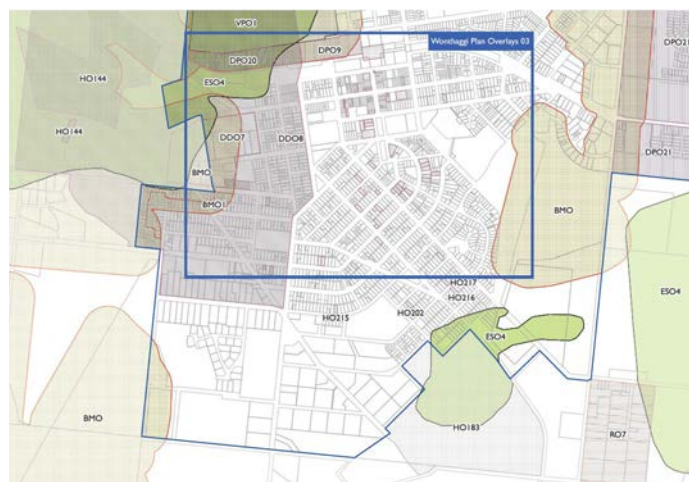 VPO1
Wonthaggi Plan Overlays 03
DPO21
DPO9
DPO20
HO144
ESO4
HO144
DDO7
DDO8
DPO21
BMO
BMO1
BMO
HO217
ESO4
HO216
HO202
HO215
ESO4
BMO
HO183
RO7